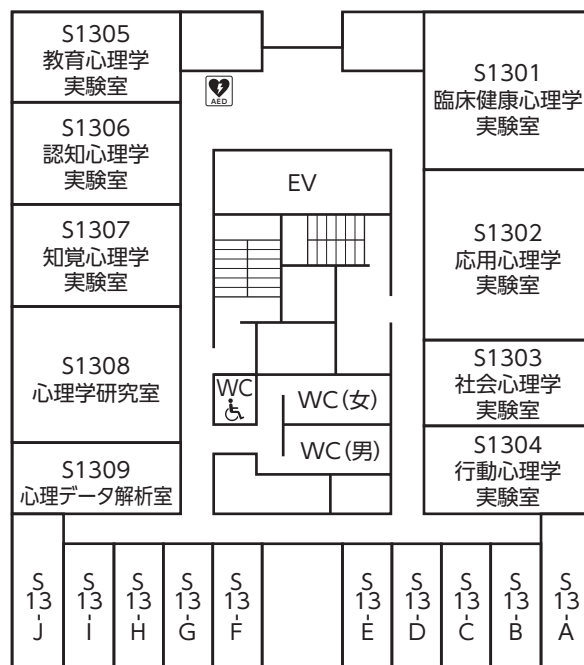 S1305
教育心理学
実験室
AED
S1301
臨床健康心理学
実験室
S1306
認知心理学
実験室
EV
S1307
知覚心理学
実験室
S1302
応用心理学
実験室
S1308
心理学研究室
S1303
社会心理学
実験室
WC
WC(女)
WC(男)
S1309
心理データ解析室
S1304
行動心理学
実験室
S13-J
S13-I
S13-H
S13-G
S13-F
S13-E
S13-D
S13-C
S13-B
S13-A